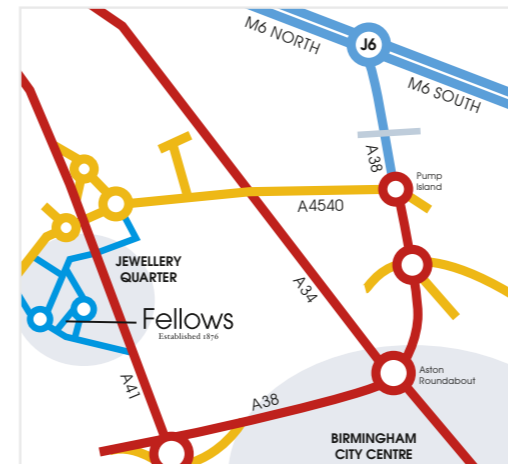 M6 NORTH
J6
M6 SOUTH
A38
Pump
Island
A4540
JEWELLERY
QUARTER
A34
Fellows
Established 1876
A41
Aston
Roundabout
A38
BIRMINGHAM
CITY CENTRE